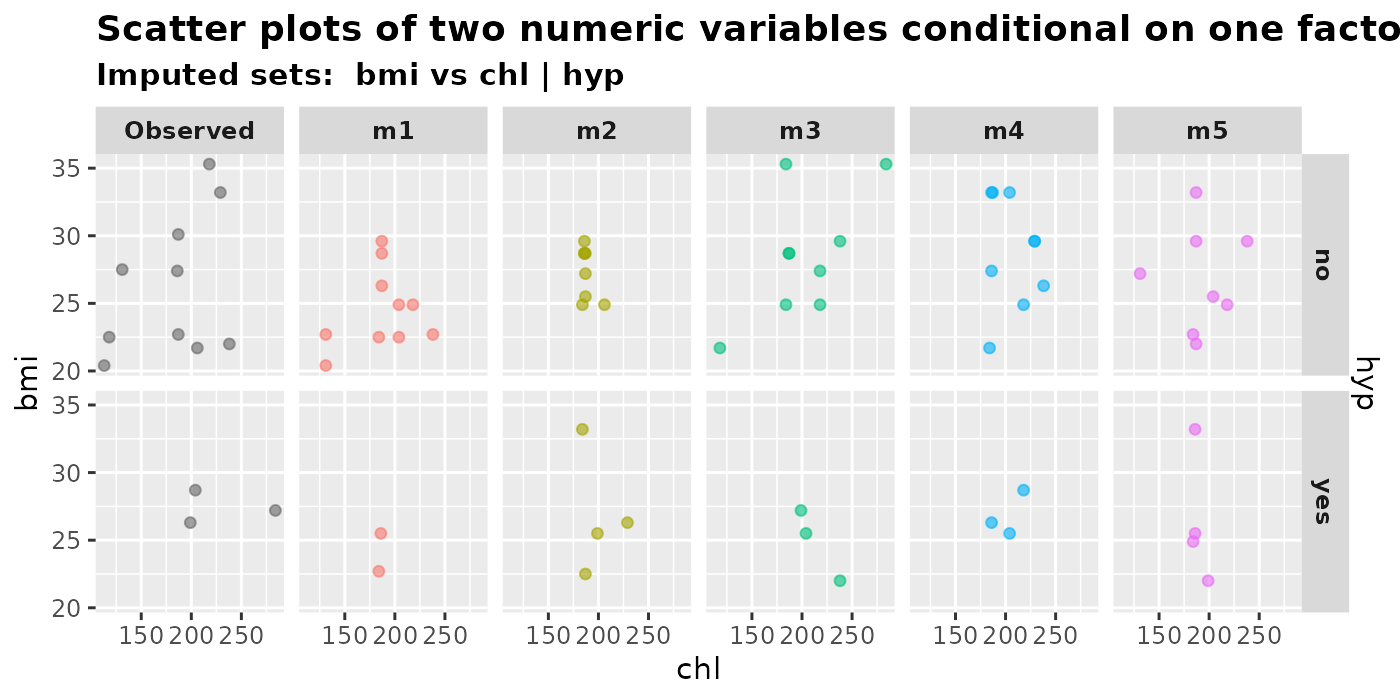 Scatter plots of two numeric variables conditional on one facto
Imputed sets:  bmi vs chl | hyp
Observed m1 m2 m3 m4 m5
35
30
25
20
no
35
30
25
20
yes
bmi
hyp
150 200 250 150 200 250 150 200 250 150 200 250 150 200 250 150 200 250
chl